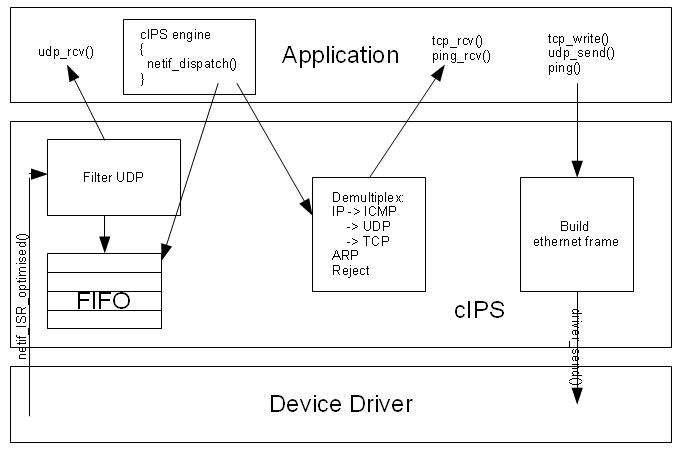 cIPS engine
{
netif_dispatch()
}
udp_rcv()
Application
tcp_rcv()
ping_rcv()
tcp_write()
udp_send()
ping()
Filter UDP
FIFO
Demultiplex:
IP -> ICMP
-> UDP
-> TCP
ARP
Reject
Build
ethernet frame
cIPS
netif_ISR_optimised()
driver_send()
Device Driver